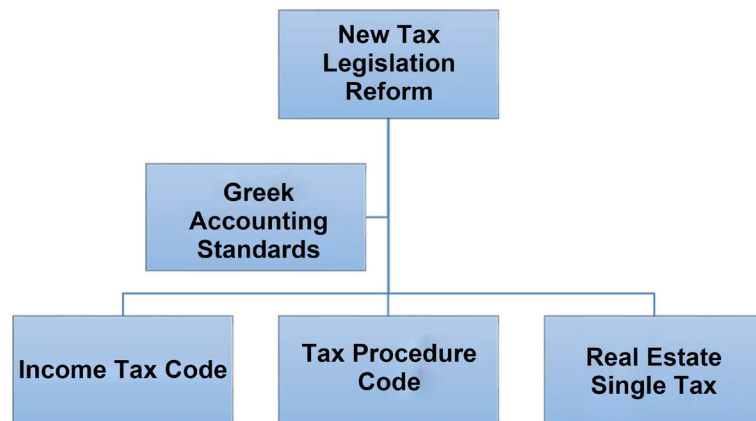 New Tax
Legislation
Reform
Greek
Accounting
Standards
Income Tax Code
Tax Procedure
Code
Real Estate
Single Tax